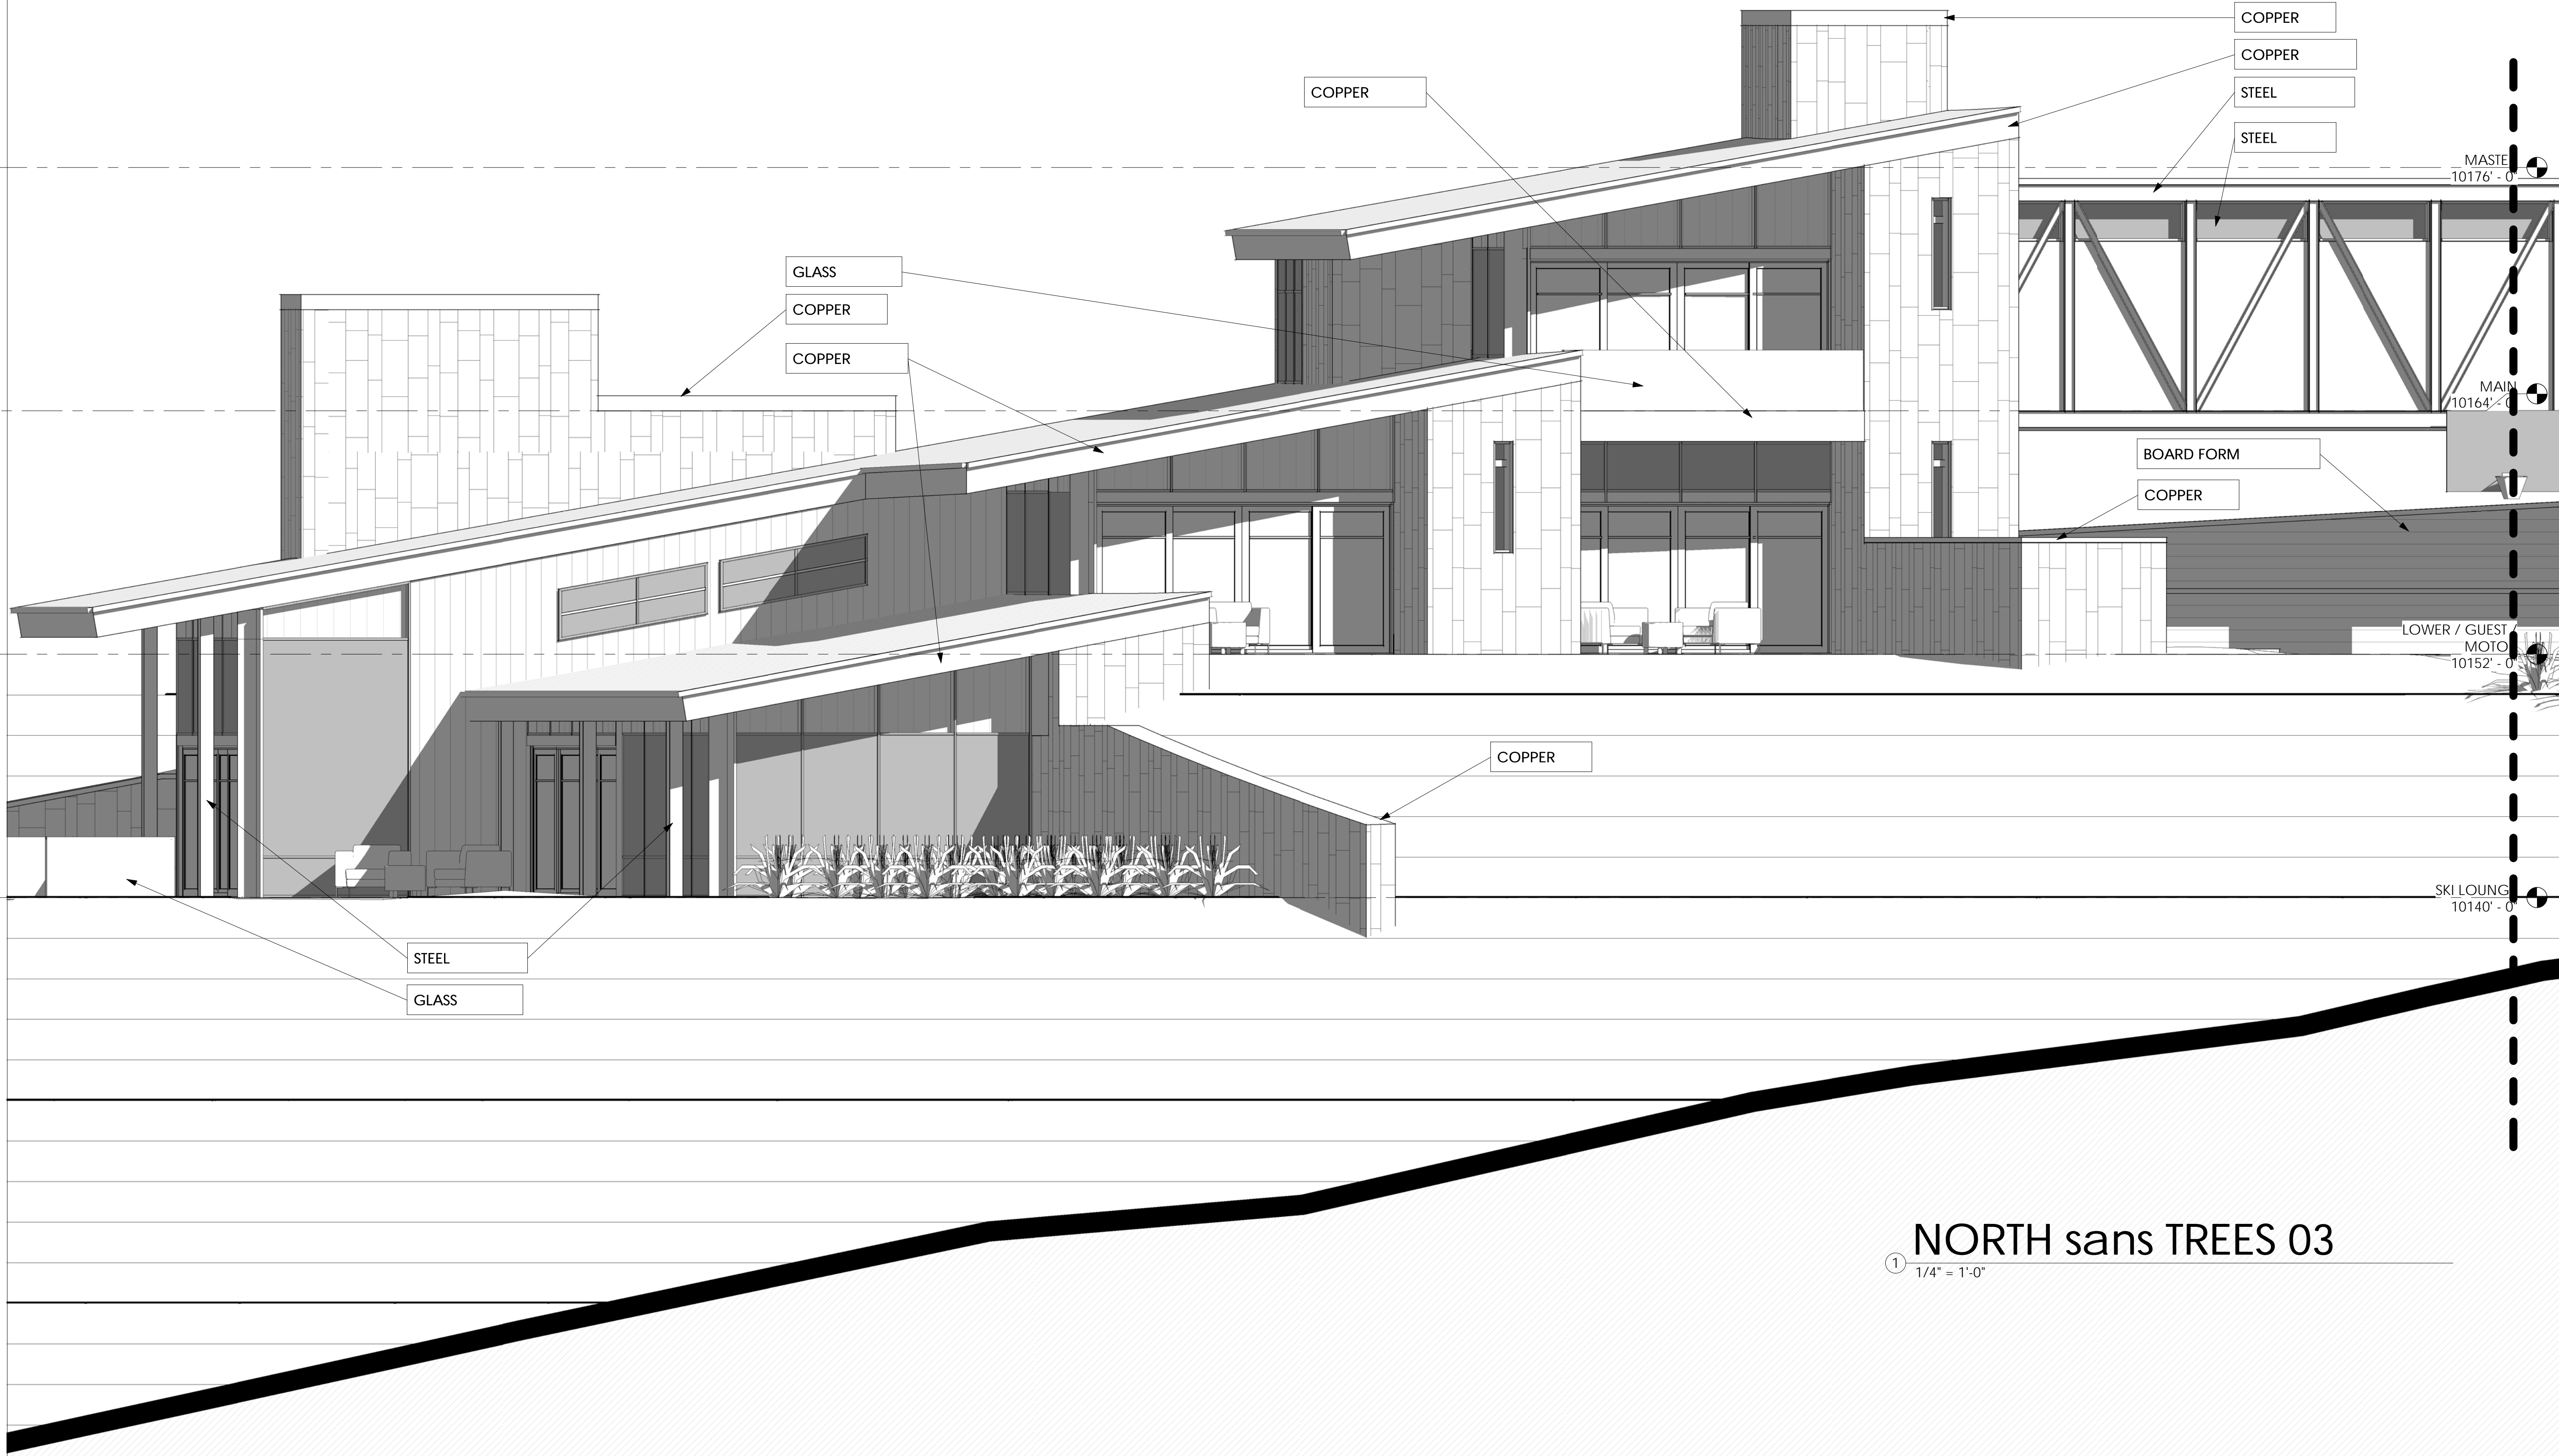 COPPER
COPPER
COPPER
STEEL
STEEL
MASTE
10176' - 0"
GLASS
COPPER
COPPER
MAIN
10164' - 0
BOARD FORM
COPPER
LOWER / GUEST /
MOTO
10152' - 0"
COPPER
SKI LOUNG
10140' - 0"
STEEL
GLASS
NORTH sans TREES 03
1
1/4" = 1'-0"